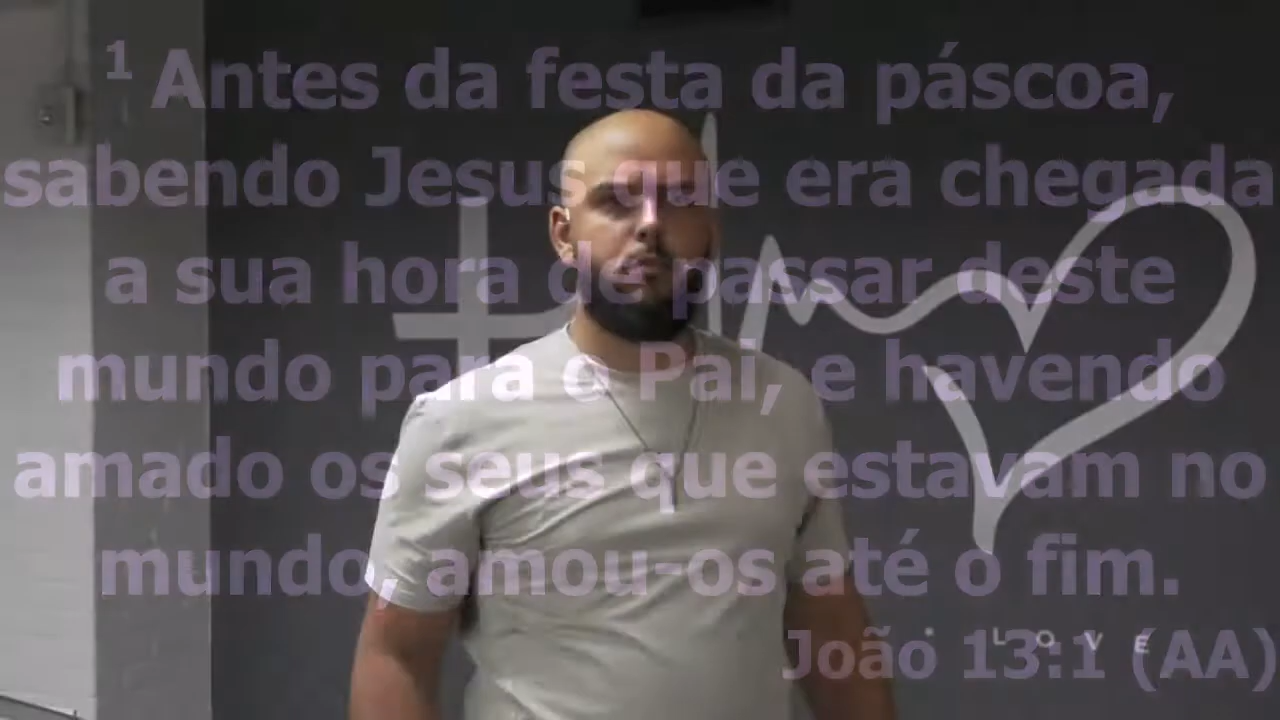 1 Antes da festa da páscoa,
sabendo Jesus que era chegada
a sua hora de passar deste
mundo para o Pai, e havendo
amado os seus que estavam no
mundo, amou-os até o fim.
João 13:1 (AA)
LOVE